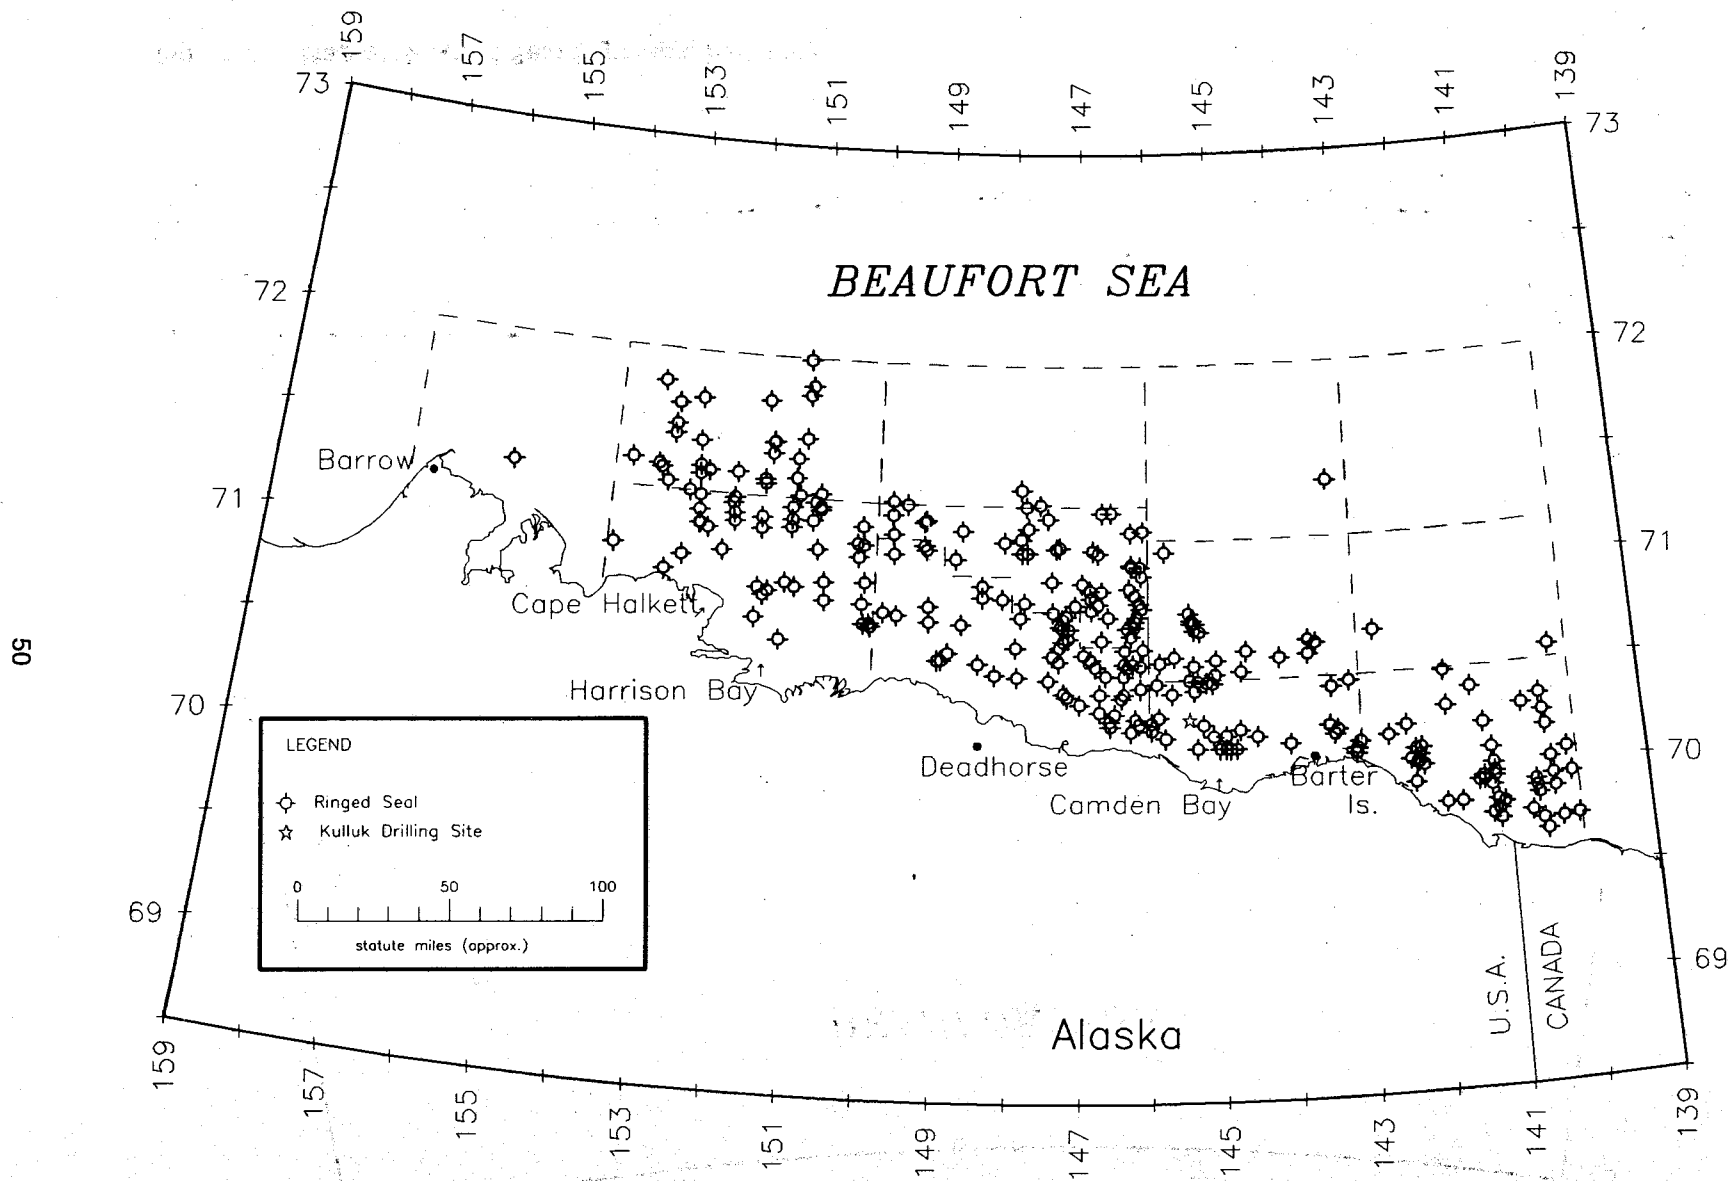 159
157
155
153
151
149
147
145
143
141
139
73
73
72
72
BEAUFORT SEA
Barrow
71
71
Cape Halkett
Harrison Bay
70
70
Deadhorse
Camden Bay
Barter
Is.
LEGEND
Ringed Seal
Kulluk Drilling Site
0 50 100
statute miles (approx.)
69
69
U.S.A.
CANADA
Alaska
159
157
155
153
151
149
147
145
143
141
139
50